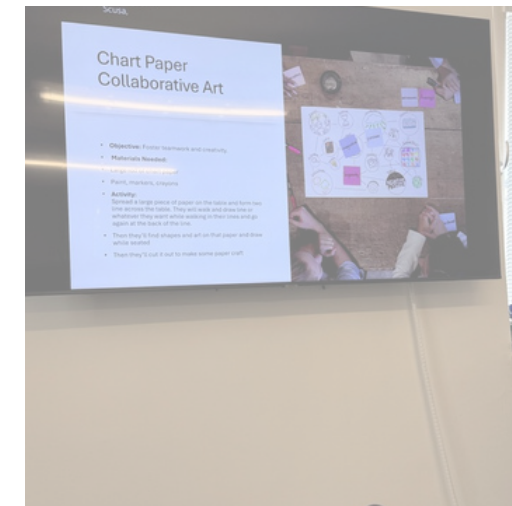 Scusa,
Chart Paper
Collaborative Art
• Objective: Foster teamwork and creativity
• Materials Needed:
• Paint, markers, crayons
• Activity:
Spread a large piece of paper on the table and form two
line across the table. They will walk and draw line or
whatever they want while walking in their lines and go
again at the back of the line.
• Then they'll find shapes and art on that paper and draw
while seated
• Then they'll cut it out to make some paper craft